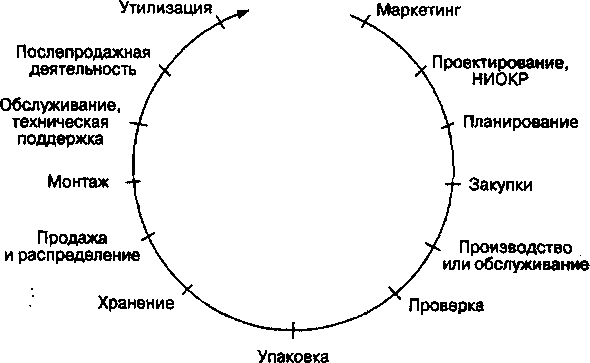 Маркетинг
Проектирование,
НИОКР
Планирование
Закупки
Производство
или обслуживание
Проверка
Упаковка
Хранение
Продажа
и распределение
Монтаж
Обслуживание,
техническая
поддержка
Послепродажная
деятельность
Утилизация